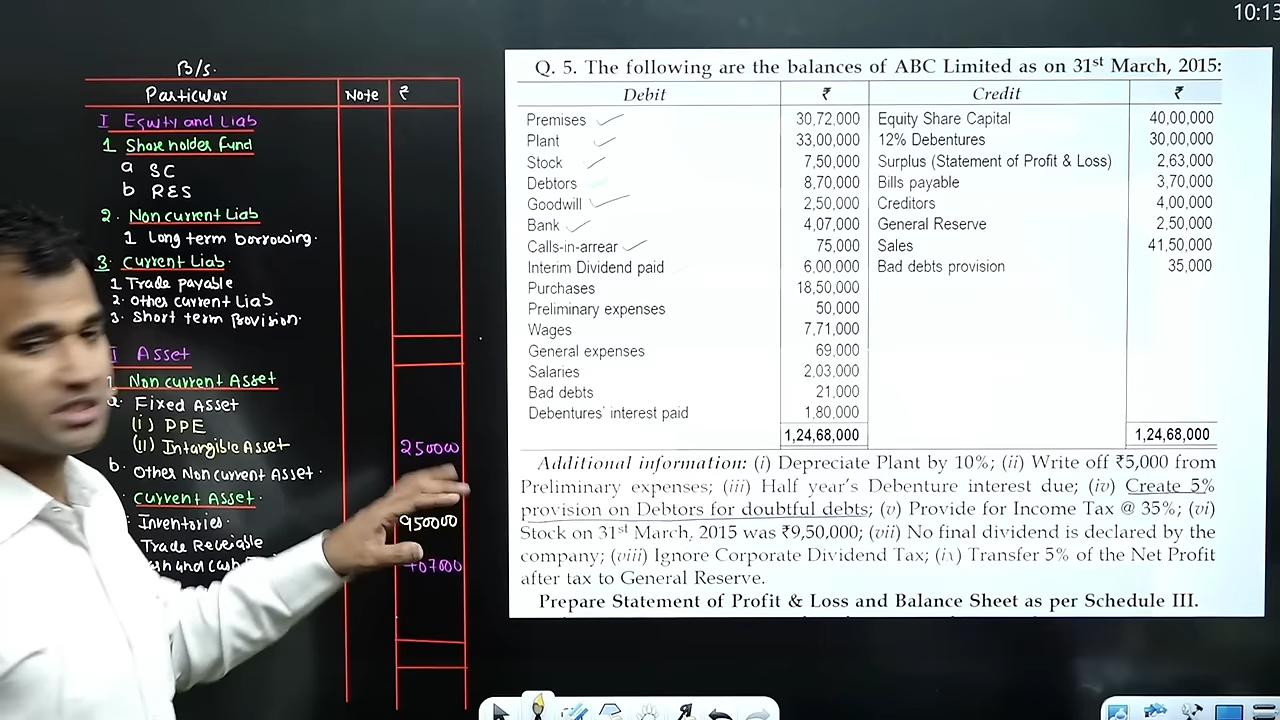 10:13
B/s.
Particular Note ₹
I Equity and Liab
1 Share holder Fund
a SC
b RES
2. Non current Liab
1 Long term borrowing.
3. Current Liab.
1 Trade payable
2. Other current Liab
3. Short term Provision.
I Asset
1 Non current Asset
a. Fixed Asset
(i) PPE
(ii) Intangible Asset 250000
b. Other Non current Asset.
Current Asset.
Inventories. 950000
Trade Receiable
07000
Q. 5. The following are the balances of ABC Limited as on 31st March, 2015:
Debit ₹ Credit ₹
Premises 30,72,000 Equity Share Capital 40,00,000
Plant 33,00,000 12% Debentures 30,00,000
Stock 7,50,000 Surplus (Statement of Profit & Loss) 2,63,000
Debtors 8,70,000 Bills payable 3,70,000
Goodwill 2,50,000 Creditors 4,00,000
Bank 4,07,000 General Reserve 2,50,000
Calls-in-arrear 75,000 Sales 41,50,000
Interim Dividend paid 6,00,000 Bad debts provision 35,000
Purchases 18,50,000
Preliminary expenses 50,000
Wages 7,71,000
General expenses 69,000
Salaries 2,03,000
Bad debts 21,000
Debentures' interest paid 1,80,000
1,24,68,000 1,24,68,000
Additional information: (i) Depreciate Plant by 10%; (ii) Write off ₹5,000 from
Preliminary expenses; (iii) Half year's Debenture interest due; (iv) Create 5%
provision on Debtors for doubtful debts; (v) Provide for Income Tax @ 35%; (vi)
Stock on 31st March, 2015 was ₹9,50,000; (vii) No final dividend is declared by the
company; (viii) Ignore Corporate Dividend Tax; (ix) Transfer 5% of the Net Profit
after tax to General Reserve.
Prepare Statement of Profit & Loss and Balance Sheet as per Schedule III.